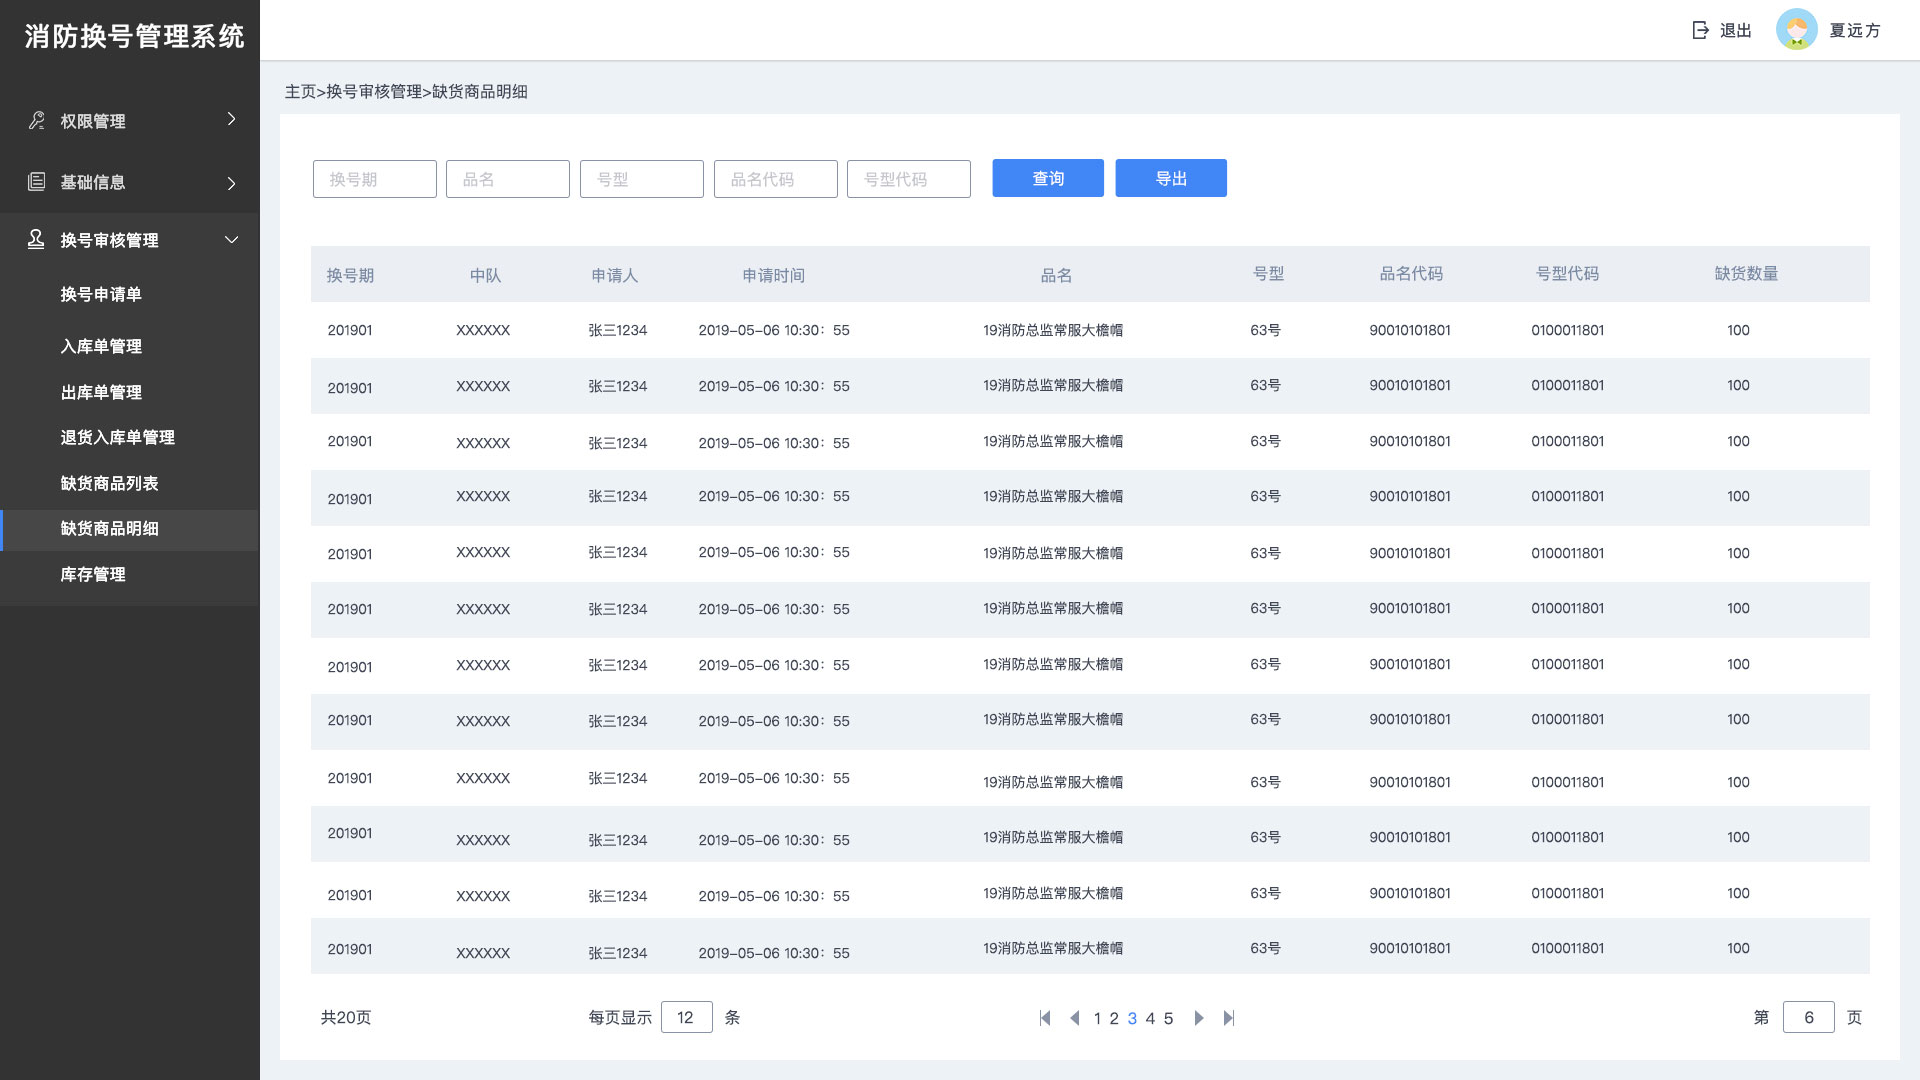 消防换号管理系统
退出 夏远方
主页>换号审核管理>缺货商品明细
权限管理
基础信息
换号审核管理
换号申请单
入库单管理
出库单管理
退货入库单管理
缺货商品列表
缺货商品明细
库存管理
换号期 品名 号型 品名代码 号型代码 查询 导出
换号期 中队 申请人 申请时间 品名 号型 品名代码 号型代码 缺货数量
201901 XXXXXX 张三1234 2019-05-06 10:30：55 19消防总监常服大檐帽 63号 90010101801 0100011801 100
201901 XXXXXX 张三1234 2019-05-06 10:30：55 19消防总监常服大檐帽 63号 90010101801 0100011801 100
201901 XXXXXX 张三1234 2019-05-06 10:30：55 19消防总监常服大檐帽 63号 90010101801 0100011801 100
201901 XXXXXX 张三1234 2019-05-06 10:30：55 19消防总监常服大檐帽 63号 90010101801 0100011801 100
201901 XXXXXX 张三1234 2019-05-06 10:30：55 19消防总监常服大檐帽 63号 90010101801 0100011801 100
201901 XXXXXX 张三1234 2019-05-06 10:30：55 19消防总监常服大檐帽 63号 90010101801 0100011801 100
201901 XXXXXX 张三1234 2019-05-06 10:30：55 19消防总监常服大檐帽 63号 90010101801 0100011801 100
201901 XXXXXX 张三1234 2019-05-06 10:30：55 19消防总监常服大檐帽 63号 90010101801 0100011801 100
201901 XXXXXX 张三1234 2019-05-06 10:30：55 19消防总监常服大檐帽 63号 90010101801 0100011801 100
201901 XXXXXX 张三1234 2019-05-06 10:30：55 19消防总监常服大檐帽 63号 90010101801 0100011801 100
201901 XXXXXX 张三1234 2019-05-06 10:30：55 19消防总监常服大檐帽 63号 90010101801 0100011801 100
201901 XXXXXX 张三1234 2019-05-06 10:30：55 19消防总监常服大檐帽 63号 90010101801 0100011801 100
共20页 每页显示 12 条 1 2 3 4 5 第 6 页